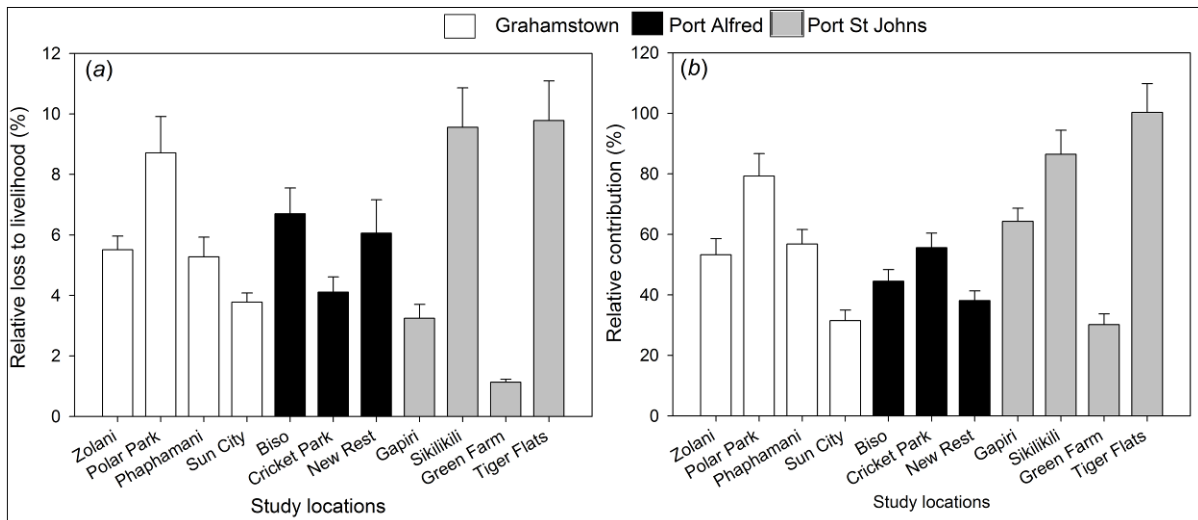 Grahamstown Port Alfred Port St Johns
(a)
Relative loss to livelihood (%)
12
10
8
6
4
2
0
Zolani
Polar Park
Phaphamani
Sun City
Biso
Cricket Park
New Rest
Gapiri
Sikilikili
Green Farm
Tiger Flats
Study locations
(b)
Relative contribution (%)
120
100
80
60
40
20
0
Zolani
Polar Park
Phaphamani
Sun City
Biso
Cricket Park
New Rest
Gapiri
Sikilikili
Green Farm
Tiger Flats
Study locations